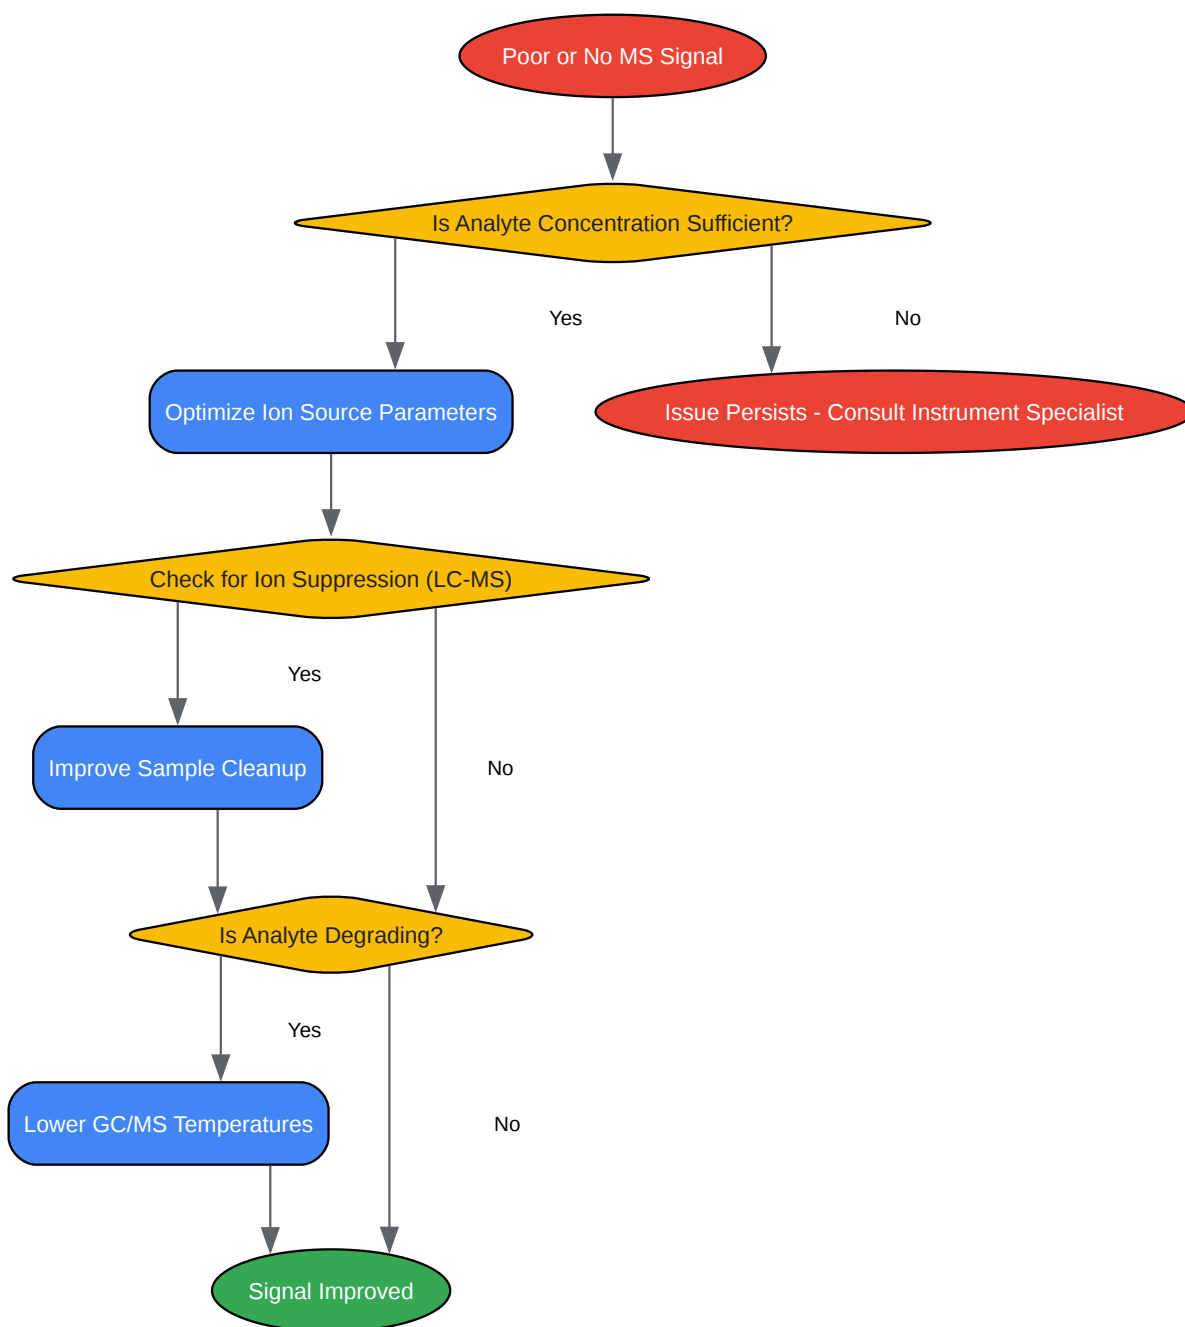 Poor or No MS Signal
Is Analyte Concentration Sufficient?
Yes
No
Optimize Ion Source Parameters
Issue Persists - Consult Instrument Specialist
Check for Ion Suppression (LC-MS)
Yes
Improve Sample Cleanup
No
Is Analyte Degrading?
Yes
Lower GC/MS Temperatures
No
Signal Improved